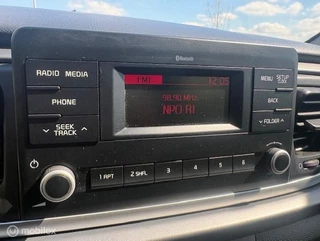 Bluetooth
RADIO MEDIA
FM1 12:05
MENU SETUP
CLOCK
98.90 MHz
PHONE
BACK
NPO R1
SEEK
TRACK
FOLDER
1 RPT 2 SHFL 3 4 5 6
mobilox